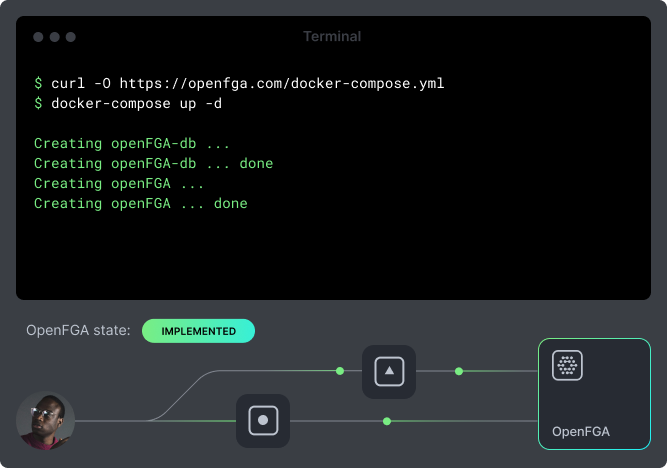 Terminal
$ curl -O https://openfga.com/docker-compose.yml
$ docker-compose up -d
Creating openFGA-db ...
Creating openFGA-db ... done
Creating openFGA ...
Creating openFGA ... done
OpenFGA state: IMPLEMENTED
OpenFGA